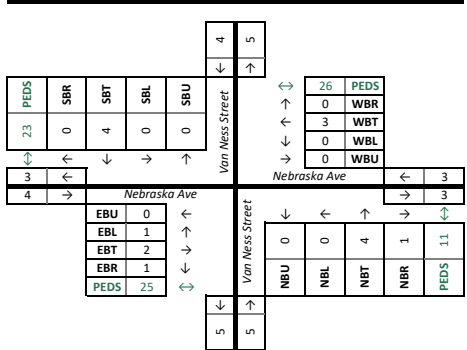 4 5
↓ ↑
PEDS SBR SBT SBL SBU
23 0 4 0 0
↕ ← ↓ → ↑
Van Ness Street
↔ 26 PEDS
↑ 0 WBR
← 3 WBT
↓ 0 WBL
→ 0 WBU
3 ←
Nebraska Ave
← 3
4 →
Nebraska Ave
→ 3
EBU 0 ←
EBL 1 ↑
EBT 2 →
EBR 1 ↓
PEDS 25 ↔
Van Ness Street
↓ ← ↑ → ↕
0 0 4 1 11
NBU NBL NBT NBR PEDS
↓ ↑
5 5